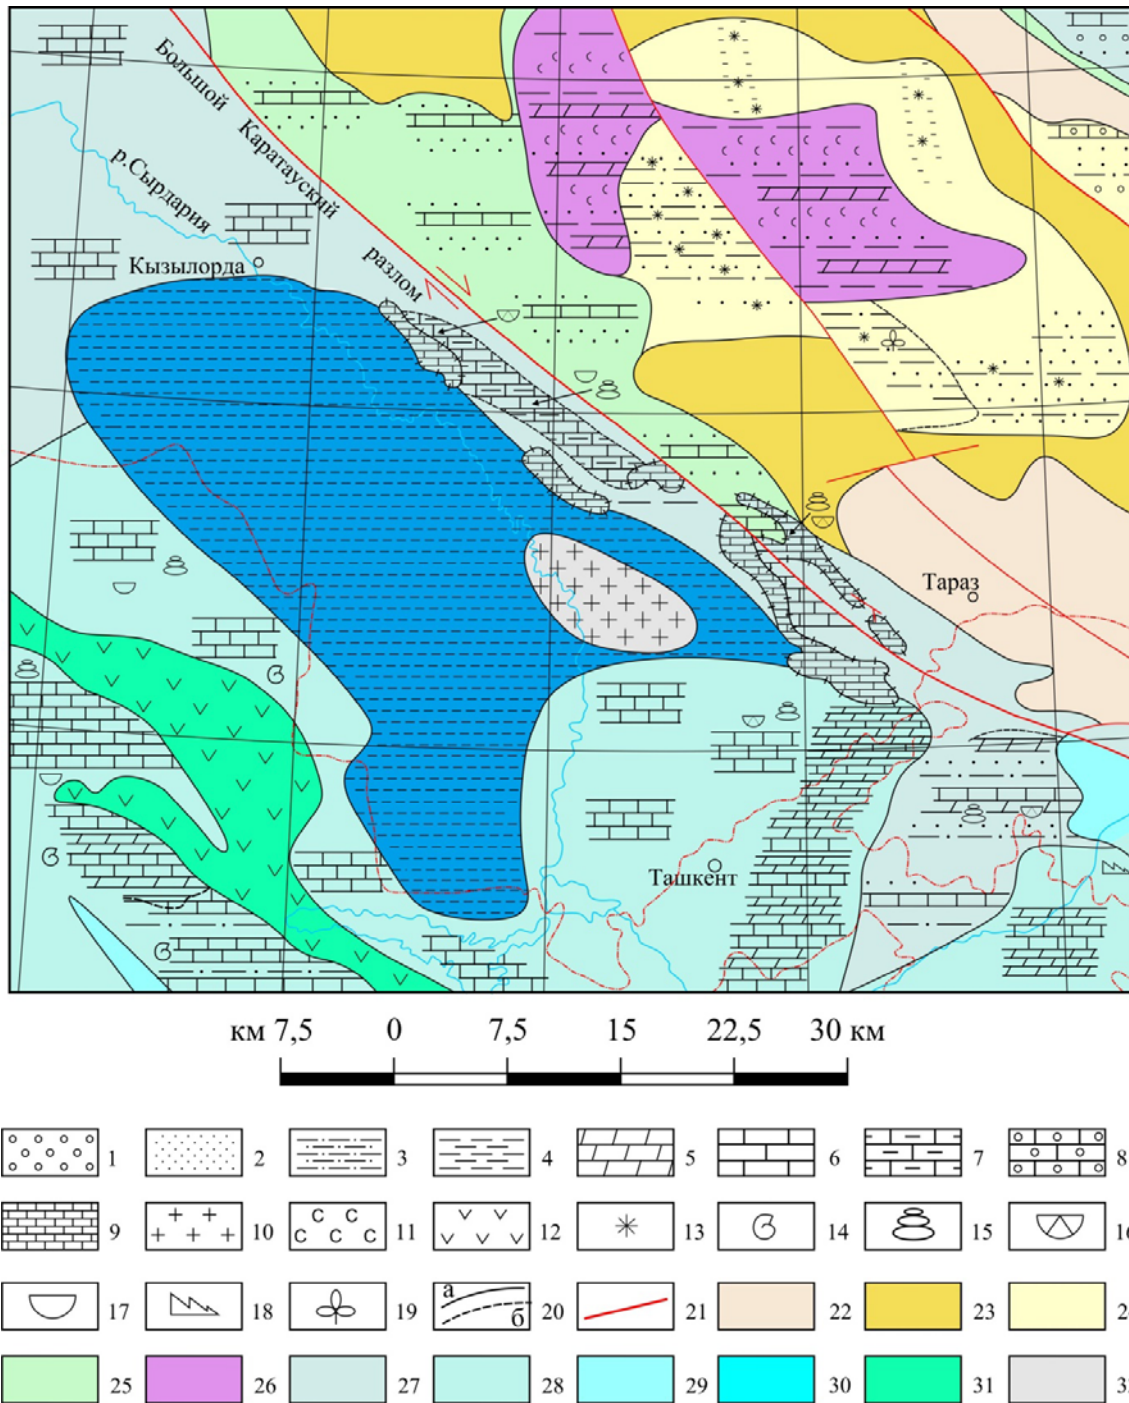 Большой
Каратауский
разлом
р.Сырдария
Кызылорда
Тараз
Ташкент
км 7,5 0 7,5 15 22,5 30 км
1 2 3 4 5 6 7 8
с с с
с с с
9 10 11 12 13 14 15 16
а
б
17 18 19 20 21 22 23
25 26 27 28 29 30 31